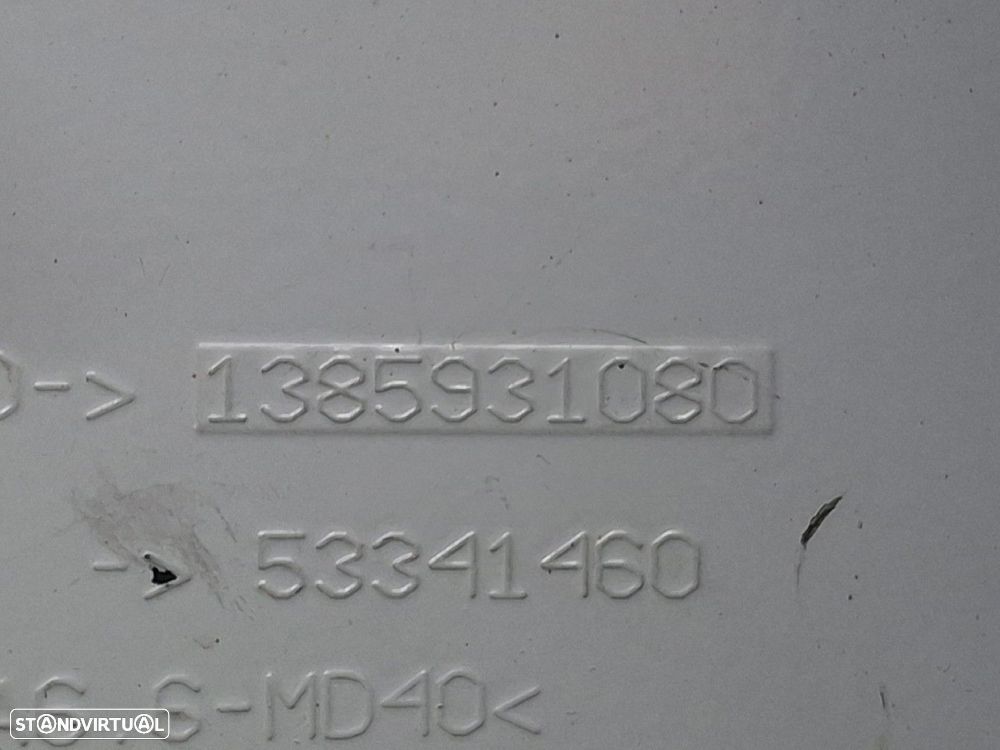 -> 1385931080
-> 53341460
-MD40<
STANDVIRTUAL